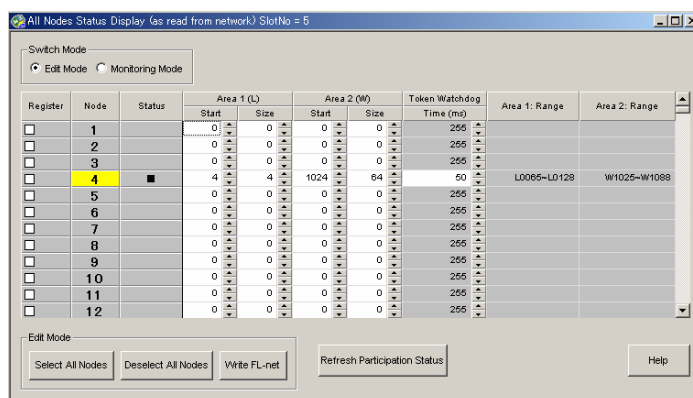 All Nodes Status Display (as read from network) SlotNo = 5
Switch Mode
Edit Mode Monitoring Mode
Register Node Status Area 1 (L) Area 2 (W) Token Watchdog Area 1: Range Area 2: Range
Start Size Start Size Time (ms)
1 0 0 0 0 255
2 0 0 0 0 255
3 0 0 0 0 255
4 ■ 4 4 1024 64 50 L0065~L0128 W1025~W1088
5 0 0 0 0 255
6 0 0 0 0 255
7 0 0 0 0 255
8 0 0 0 0 255
9 0 0 0 0 255
10 0 0 0 0 255
11 0 0 0 0 255
12 0 0 0 0 255
Edit Mode
Select All Nodes Deselect All Nodes Write FL-net Refresh Participation Status Help